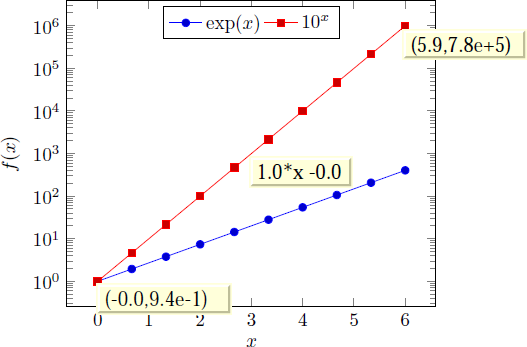 exp(x) 10^x
10^6
(5.9,7.8e+5)
10^5
10^4
10^3
f(x)
1.0*x -0.0
10^2
10^1
10^0
(-0.0,9.4e-1)
0 1 2 3 4 5 6
x